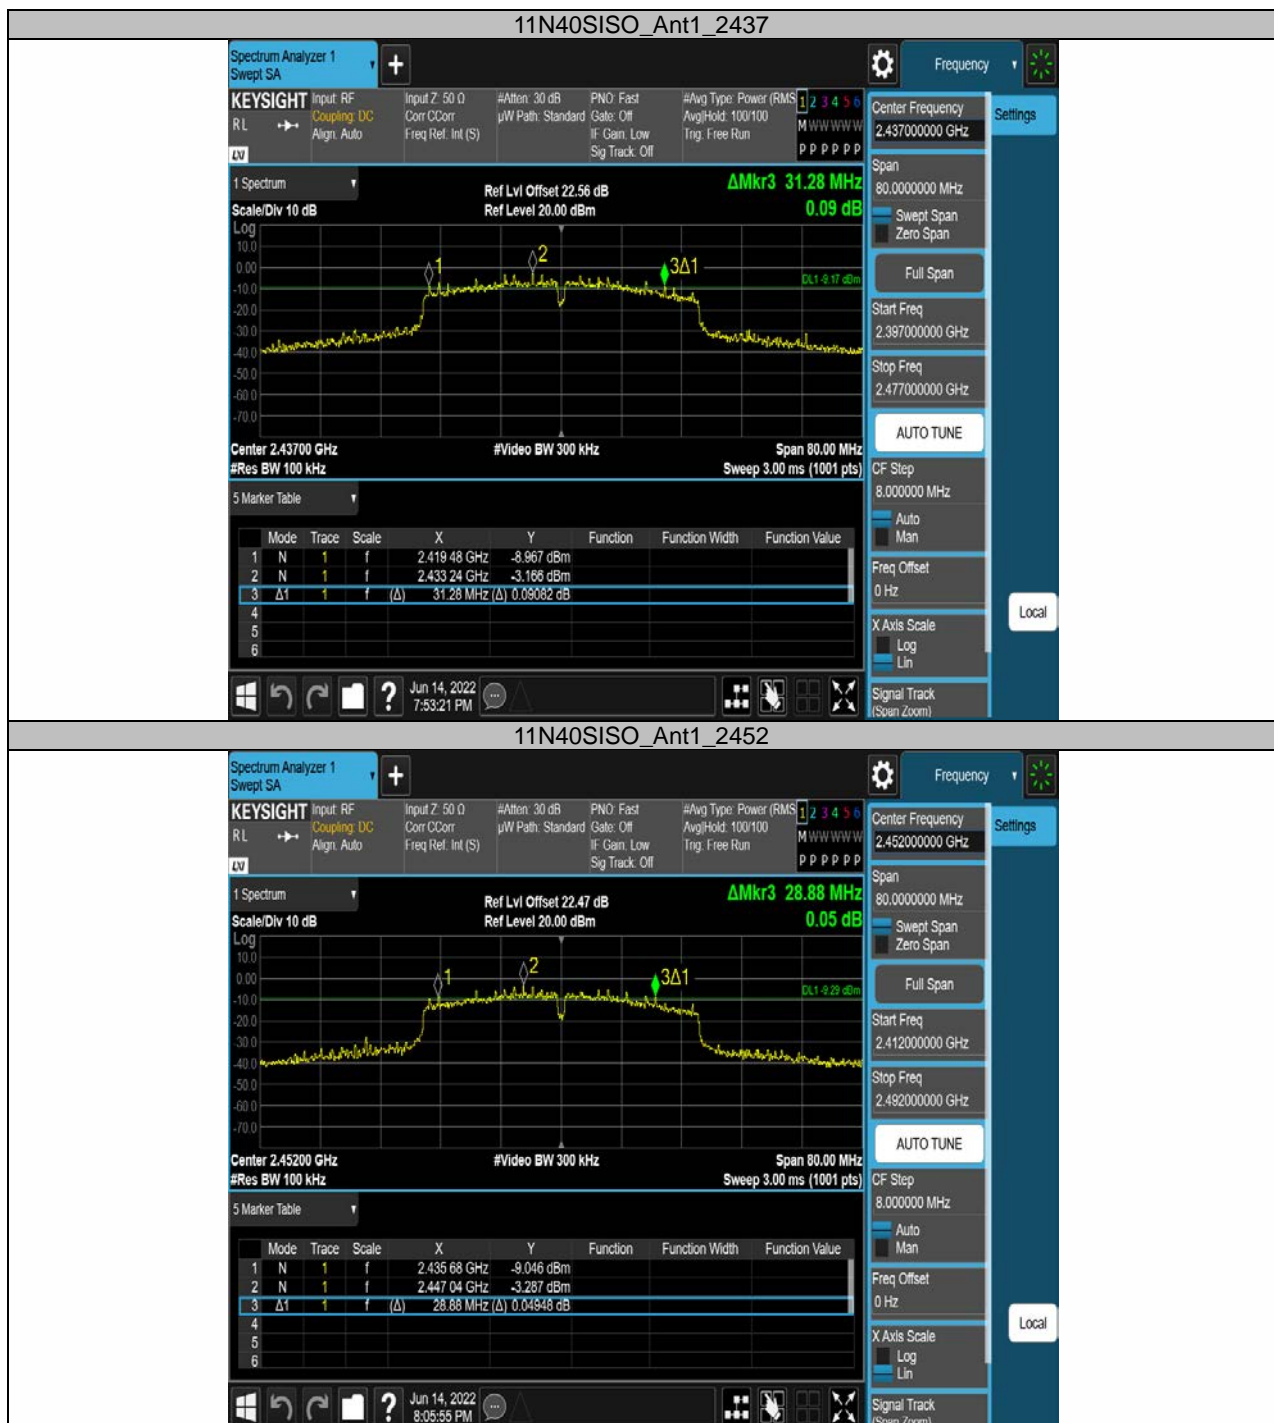 11N40SISO_Ant1_2437
Spectrum Analyzer 1
Swept SA
+
Frequency
KEYSIGHT
RL
LXI
Input: RF
Coupling: DC
Align: Auto
Input Z: 50 Ω
Corr CCorr
Freq Ref: Int (S)
#Atten: 30 dB
µW Path: Standard
PNO: Fast
Gate: Off
IF Gain: Low
Sig Track: Off
#Avg Type: Power (RMS
Avg|Hold: 100/100
Trig: Free Run
1 2 3 4 5 6
M W W W W W
P P P P P P
Center Frequency
2.437000000 GHz
Settings
Span
80.0000000 MHz
Swept Span
Zero Span
Full Span
Start Freq
2.397000000 GHz
Stop Freq
2.477000000 GHz
AUTO TUNE
CF Step
8.000000 MHz
Auto
Man
Freq Offset
0 Hz
X Axis Scale
Log
Lin
Signal Track
(Span Zoom)
Local
1 Spectrum
Scale/Div 10 dB
Ref Lvl Offset 22.56 dB
Ref Level 20.00 dBm
ΔMkr3 31.28 MHz
0.09 dB
Log
10.0
0.00
-10.0
-20.0
-30.0
-40.0
-50.0
-60.0
-70.0
1
2
3Δ1
DL1 -9.17 dBm
Center 2.43700 GHz
#Res BW 100 kHz
#Video BW 300 kHz
Span 80.00 MHz
Sweep 3.00 ms (1001 pts)
5 Marker Table
Mode Trace Scale X Y Function Function Width Function Value
1 N 1 f 2.419 48 GHz -8.967 dBm
2 N 1 f 2.433 24 GHz -3.166 dBm
3 Δ1 1 f (Δ) 31.28 MHz (Δ) 0.09082 dB
4
5
6
?
Jun 14, 2022
7:53:21 PM
11N40SISO_Ant1_2452
Spectrum Analyzer 1
Swept SA
+
Frequency
KEYSIGHT
RL
LXI
Input: RF
Coupling: DC
Align: Auto
Input Z: 50 Ω
Corr CCorr
Freq Ref: Int (S)
#Atten: 30 dB
µW Path: Standard
PNO: Fast
Gate: Off
IF Gain: Low
Sig Track: Off
#Avg Type: Power (RMS
Avg|Hold: 100/100
Trig: Free Run
1 2 3 4 5 6
M W W W W W
P P P P P P
Center Frequency
2.452000000 GHz
Settings
Span
80.0000000 MHz
Swept Span
Zero Span
Full Span
Start Freq
2.412000000 GHz
Stop Freq
2.492000000 GHz
AUTO TUNE
CF Step
8.000000 MHz
Auto
Man
Freq Offset
0 Hz
X Axis Scale
Log
Lin
Signal Track
(Span Zoom)
Local
1 Spectrum
Scale/Div 10 dB
Ref Lvl Offset 22.47 dB
Ref Level 20.00 dBm
ΔMkr3 28.88 MHz
0.05 dB
Log
10.0
0.00
-10.0
-20.0
-30.0
-40.0
-50.0
-60.0
-70.0
1
2
3Δ1
DL1 -9.29 dBm
Center 2.45200 GHz
#Res BW 100 kHz
#Video BW 300 kHz
Span 80.00 MHz
Sweep 3.00 ms (1001 pts)
5 Marker Table
Mode Trace Scale X Y Function Function Width Function Value
1 N 1 f 2.435 68 GHz -9.046 dBm
2 N 1 f 2.447 04 GHz -3.287 dBm
3 Δ1 1 f (Δ) 28.88 MHz (Δ) 0.04948 dB
4
5
6
?
Jun 14, 2022
8:05:55 PM